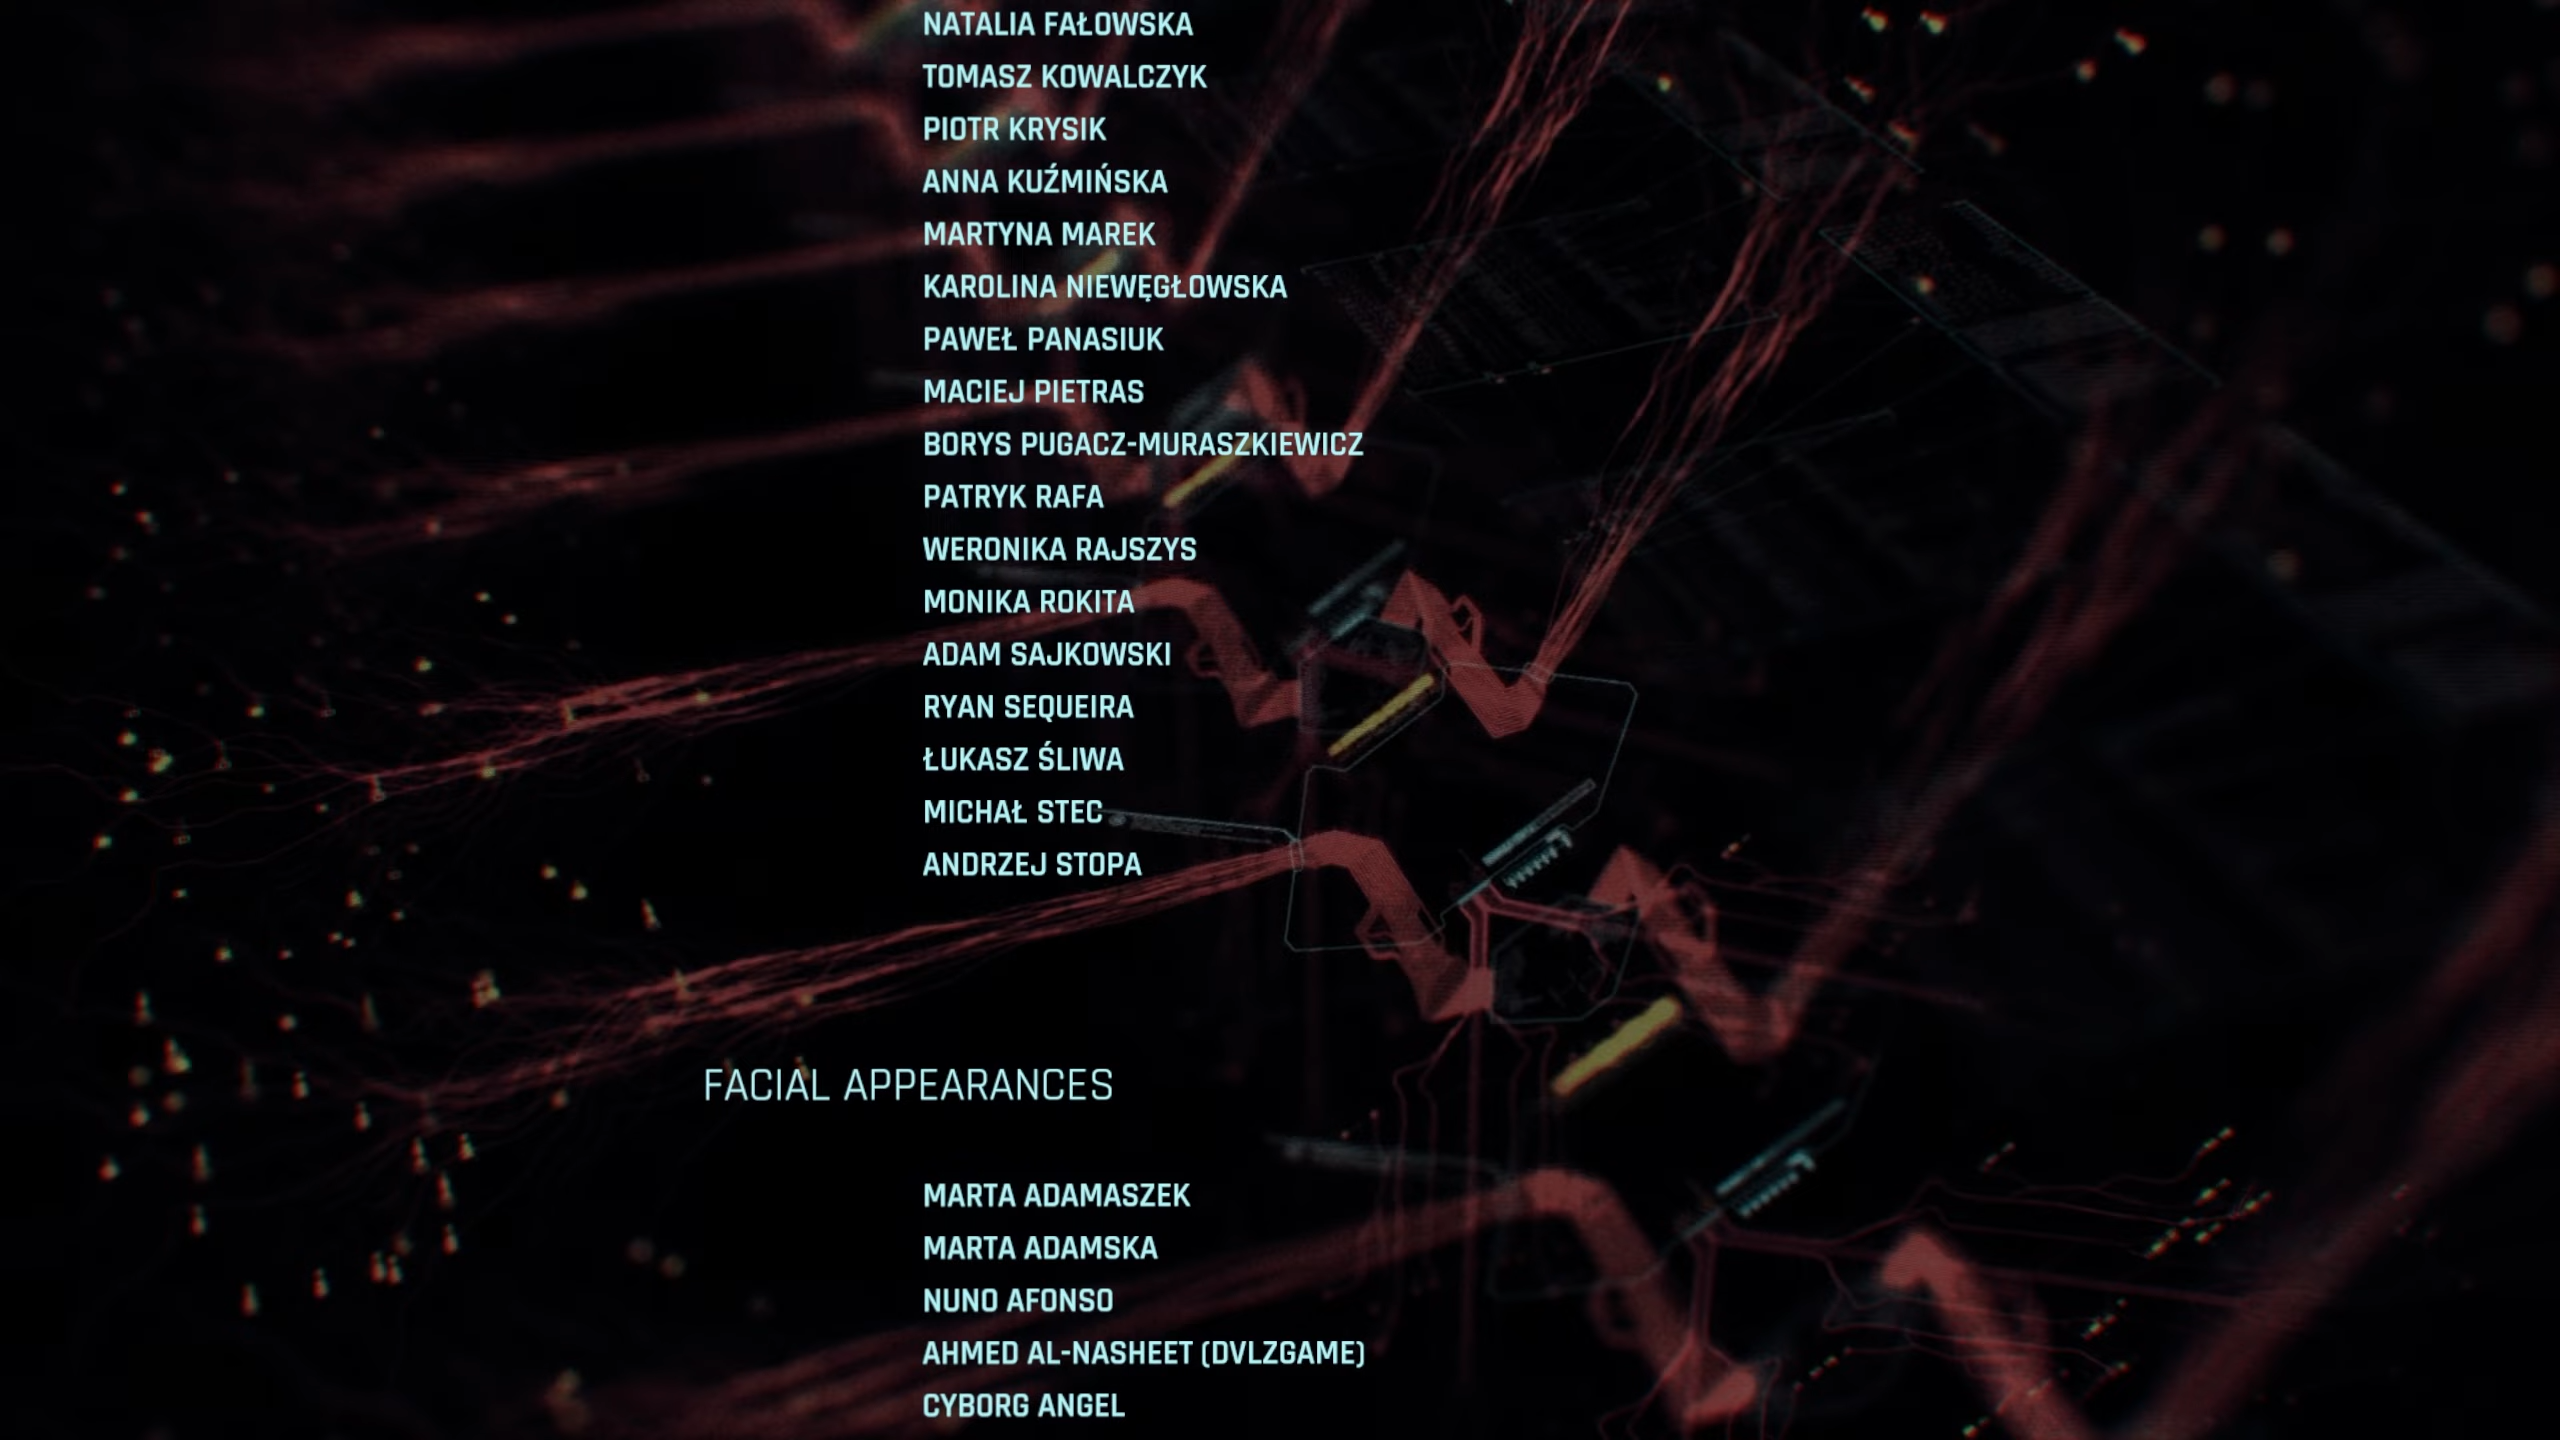 NATALIA FAŁOWSKA
TOMASZ KOWALCZYK
PIOTR KRYSIK
ANNA KUŹMIŃSKA
MARTYNA MAREK
KAROLINA NIEWĘGŁOWSKA
PAWEŁ PANASIUK
MACIEJ PIETRAS
BORYS PUGACZ-MURASZKIEWICZ
PATRYK RAFA
WERONIKA RAJSZYS
MONIKA ROKITA
ADAM SAJKOWSKI
RYAN SEQUEIRA
ŁUKASZ ŚLIWA
MICHAŁ STEC
ANDRZEJ STOPA
FACIAL APPEARANCES
MARTA ADAMASZEK
MARTA ADAMSKA
NUNO AFONSO
AHMED AL-NASHEET (DVLZGAME)
CYBORG ANGEL